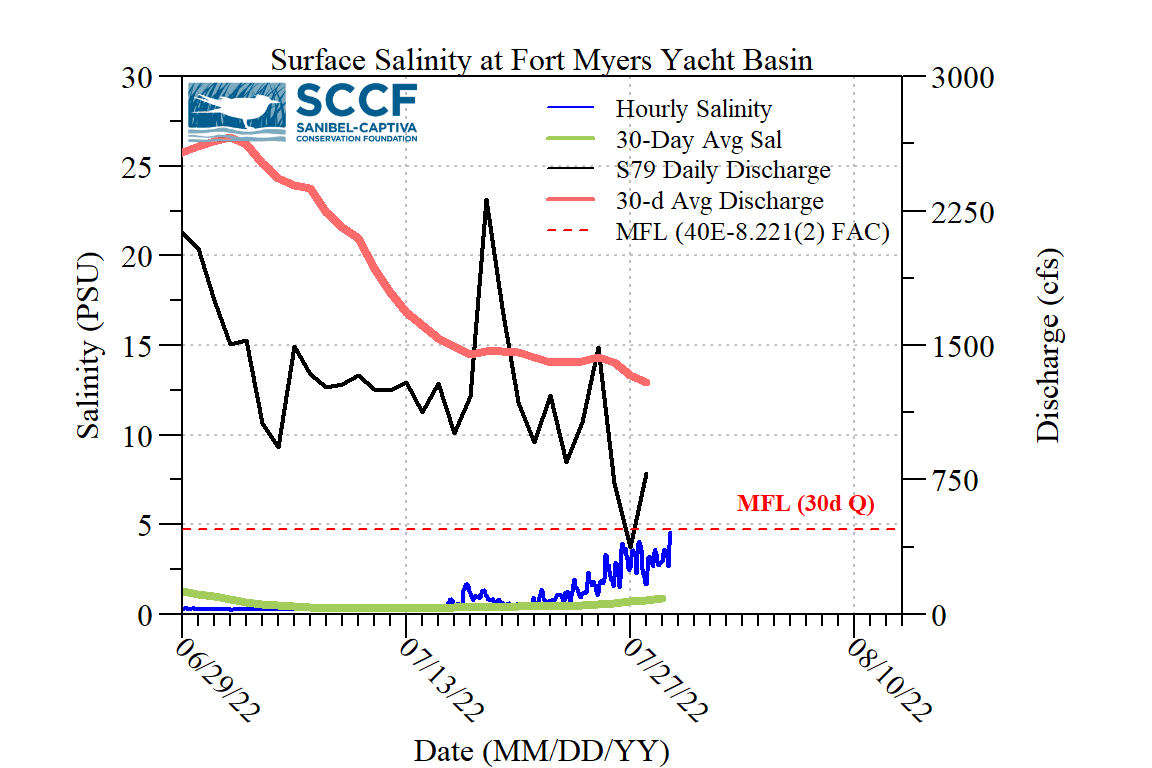 Surface Salinity at Fort Myers Yacht Basin
SCCF
SANIBEL-CAPTIVA
CONSERVATION FOUNDATION
Hourly Salinity
30-Day Avg Sal
S79 Daily Discharge
30-d Avg Discharge
MFL (40E-8.221(2) FAC)
MFL (30d Q)
Salinity (PSU)
30
25
20
15
10
5
0
3000
2250
1500
750
0
Discharge (cfs)
06/29/22
07/13/22
07/27/22
08/10/22
Date (MM/DD/YY)